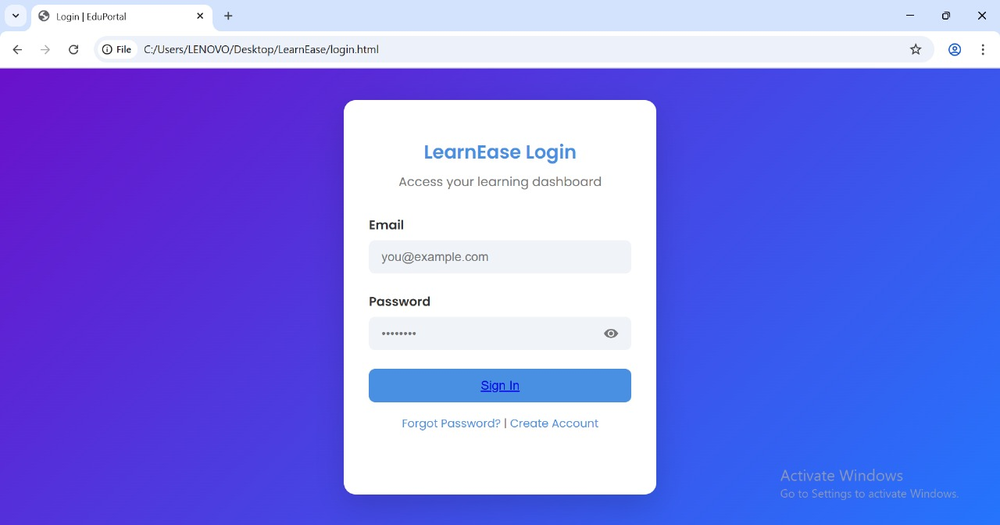 Login | EduPortal
File
C:/Users/LENOVO/Desktop/LearnEase/login.html
LearnEase Login
Access your learning dashboard
Email
you@example.com
Password
••••••••
Sign In
Forgot Password? | Create Account
Activate Windows
Go to Settings to activate Windows.